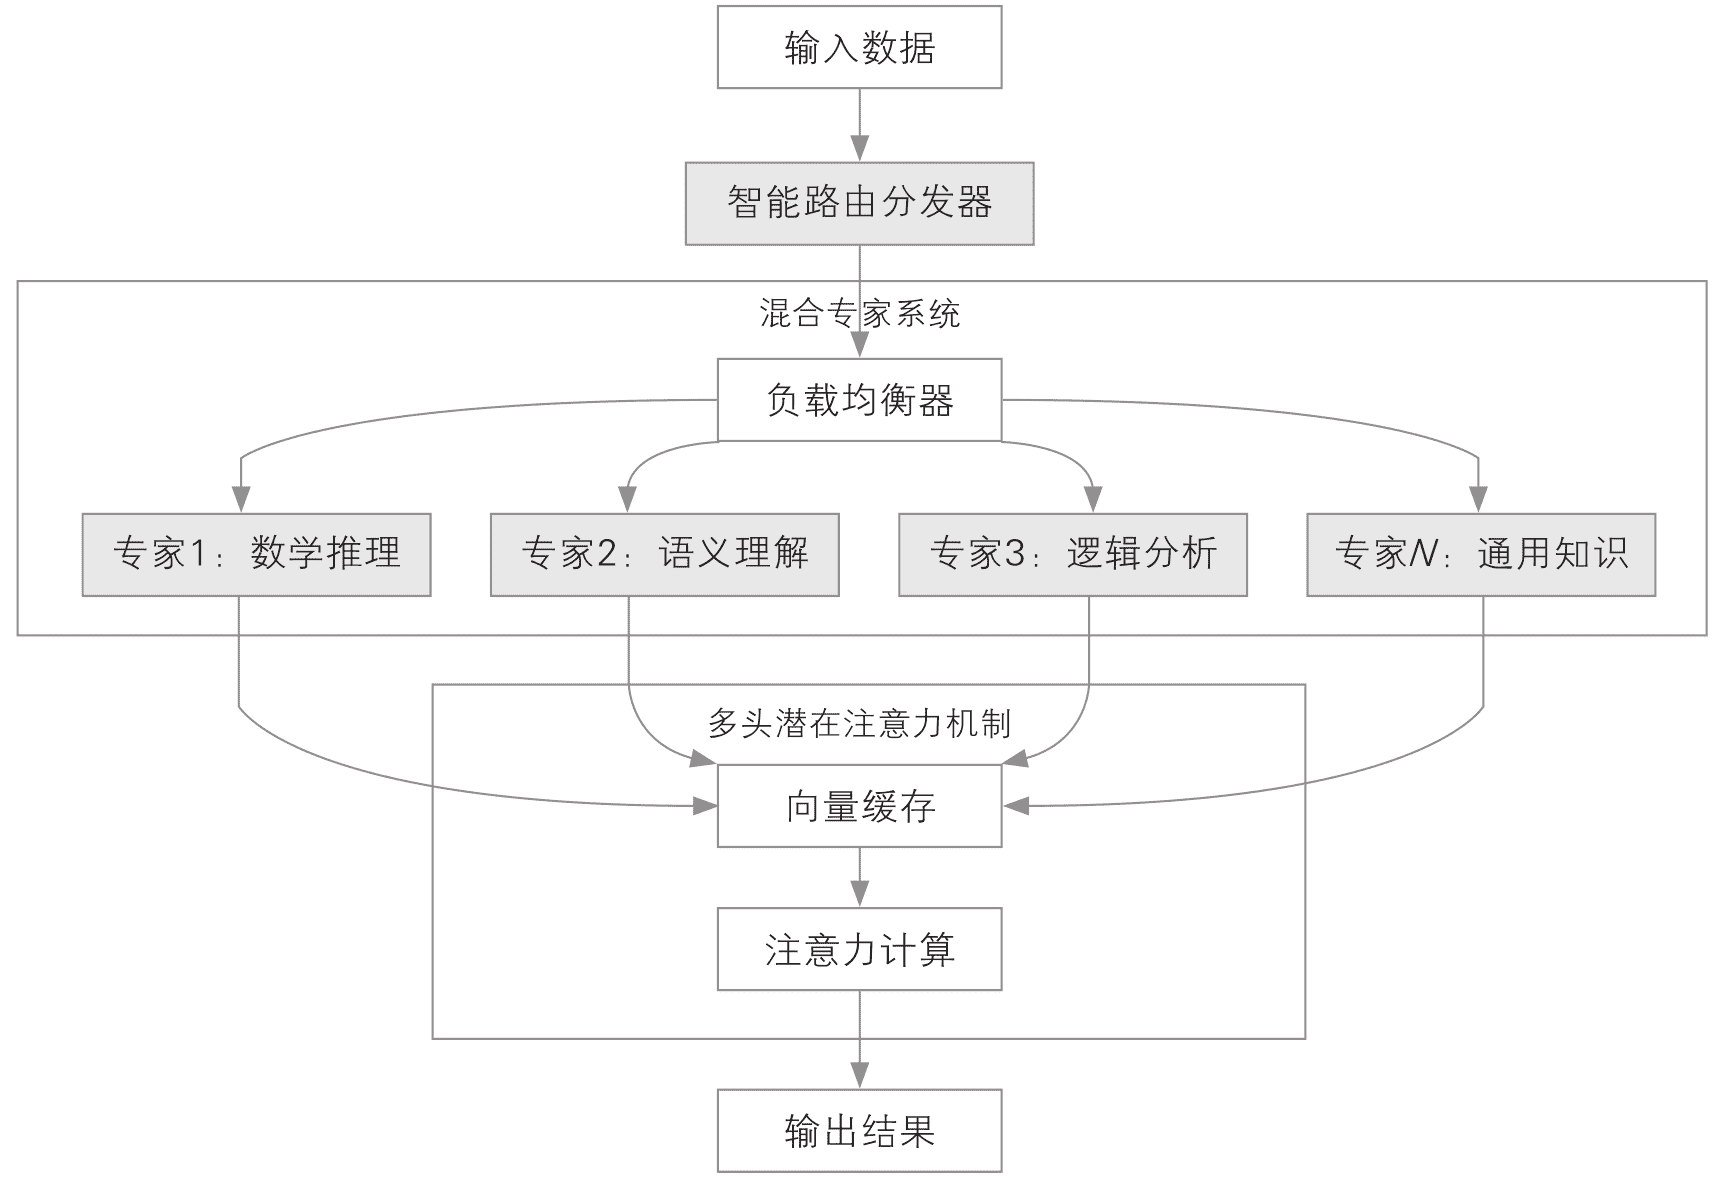 输入数据
智能路由分发器
混合专家系统
负载均衡器
专家1：数学推理
专家2：语义理解
专家3：逻辑分析
专家N：通用知识
多头潜在注意力机制
向量缓存
注意力计算
输出结果